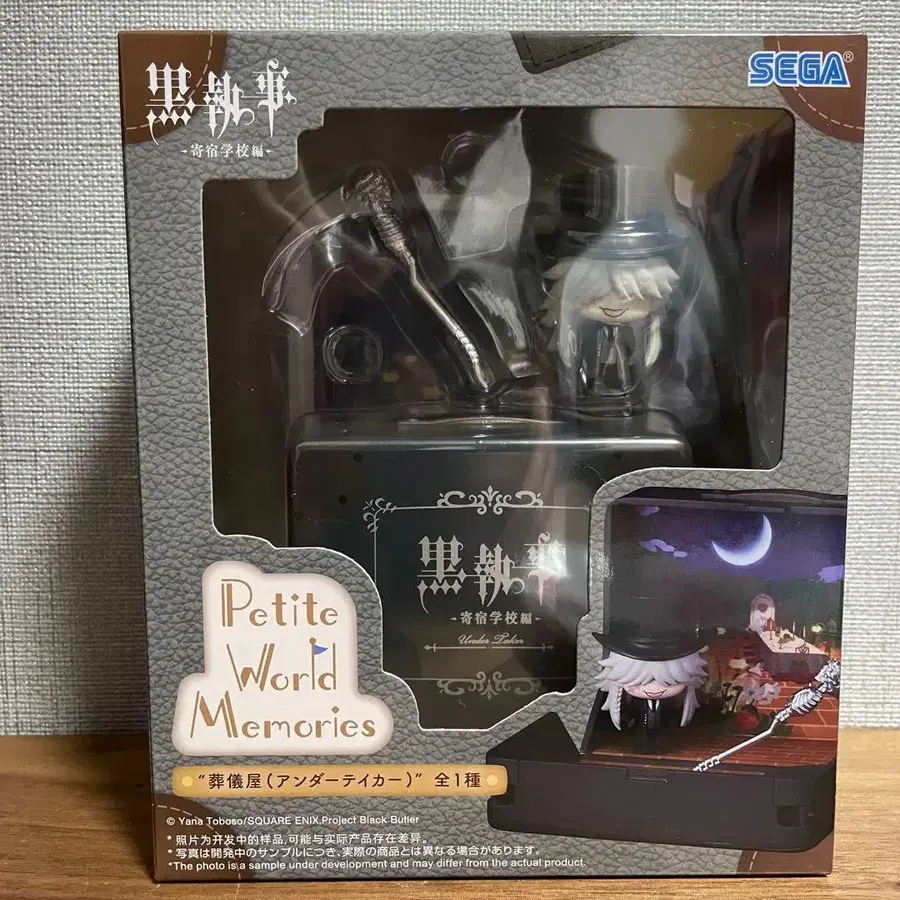 黒執事
寄宿学校編
SEGA®
黒執事
寄宿学校編
Under Taker
Petite
World
Memories
“葬儀屋(アンダーテイカー)” 全1種
© Yana Toboso/SQUARE ENIX,Project Black Butler
* 照片为开发中的样品,可能与实际产品存在差异。
* 写真は開発中のサンプルにつき、実際の商品とは異なる場合があります。
*The photo is a sample under development and may differ from the actual product.